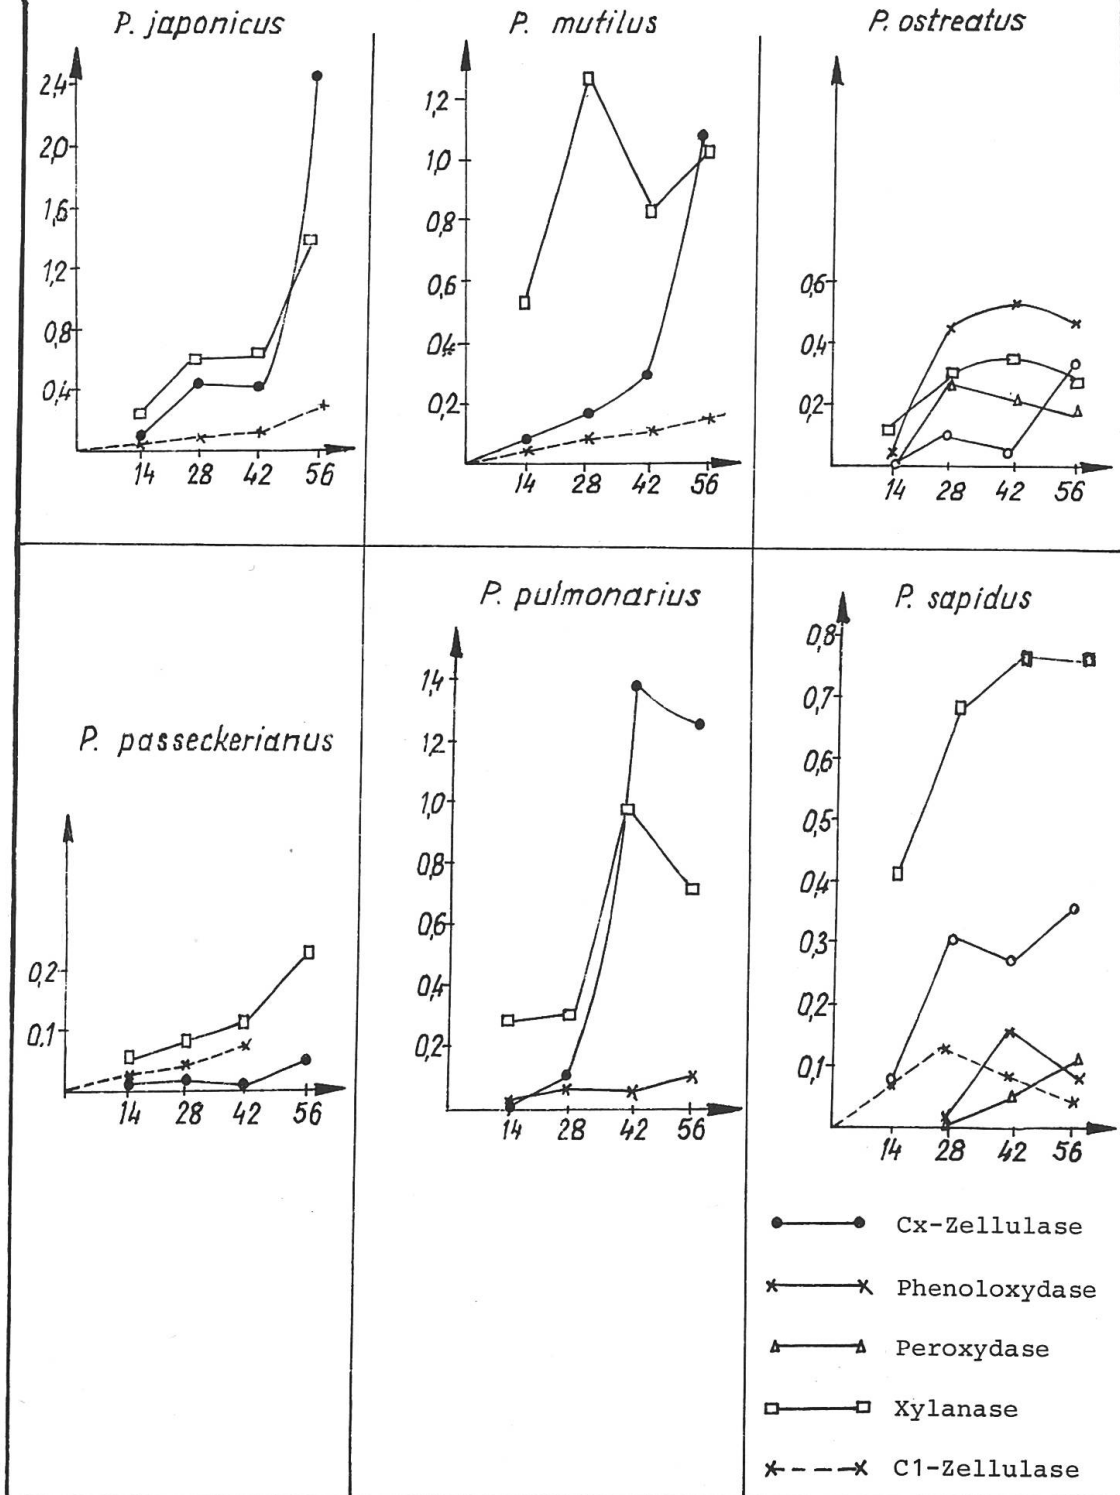 P. japonicus
2,4
2,0
1,6
1,2
0,8
0,4
14 28 42 56
P. mutilus
1,2
1,0
0,8
0,6
0,4
0,2
14 28 42 56
P. ostreatus
0,6
0,4
0,2
14 28 42 56
P. passeckerianus
0,2
0,1
14 28 42 56
P. pulmonarius
1,4
1,2
1,0
0,8
0,6
0,4
0,2
14 28 42 56
P. sapidus
0,8
0,7
0,6
0,5
0,4
0,3
0,2
0,1
14 28 42 56
Cx-Zellulase
Phenoloxydase
Peroxydase
Xylanase
C1-Zellulase